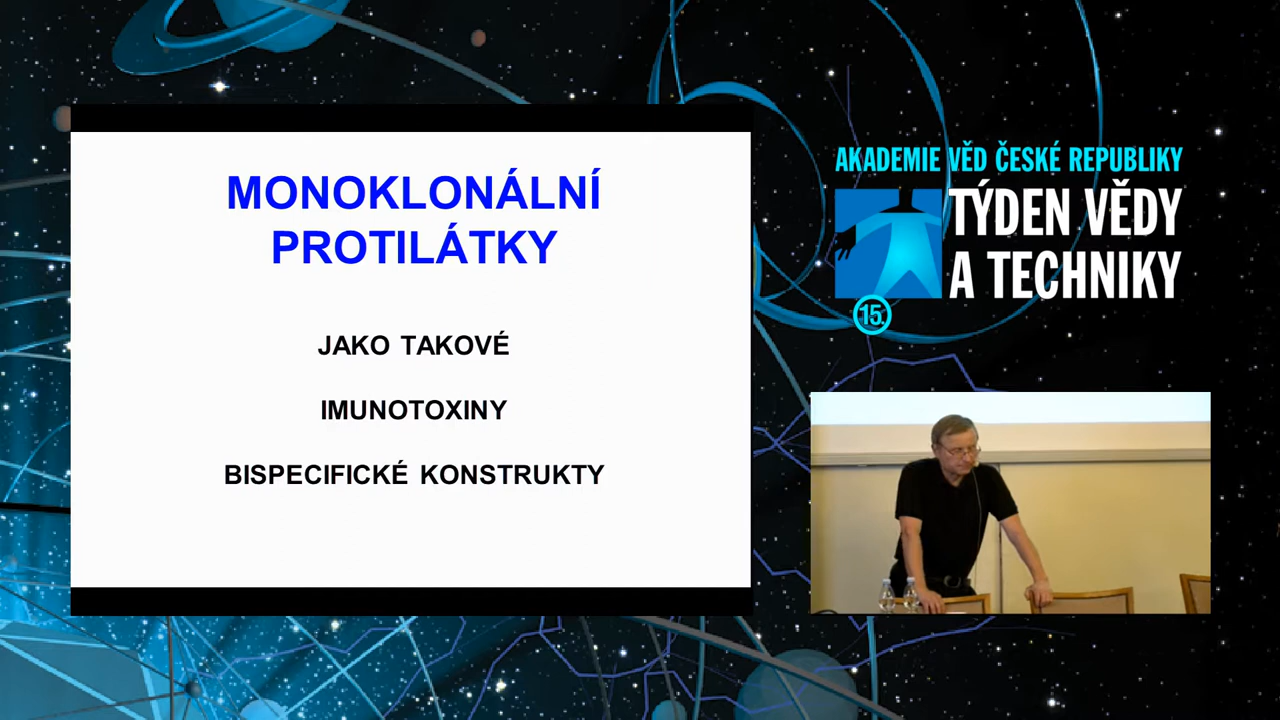 MONOKLONÁLNÍ
PROTILÁTKY
JAKO TAKOVÉ
IMUNOTOXINY
BISPECIFICKÉ KONSTRUKTY
AKADEMIE VĚD ČESKÉ REPUBLIKY
TÝDEN VĚDY
A TECHNIKY
15.